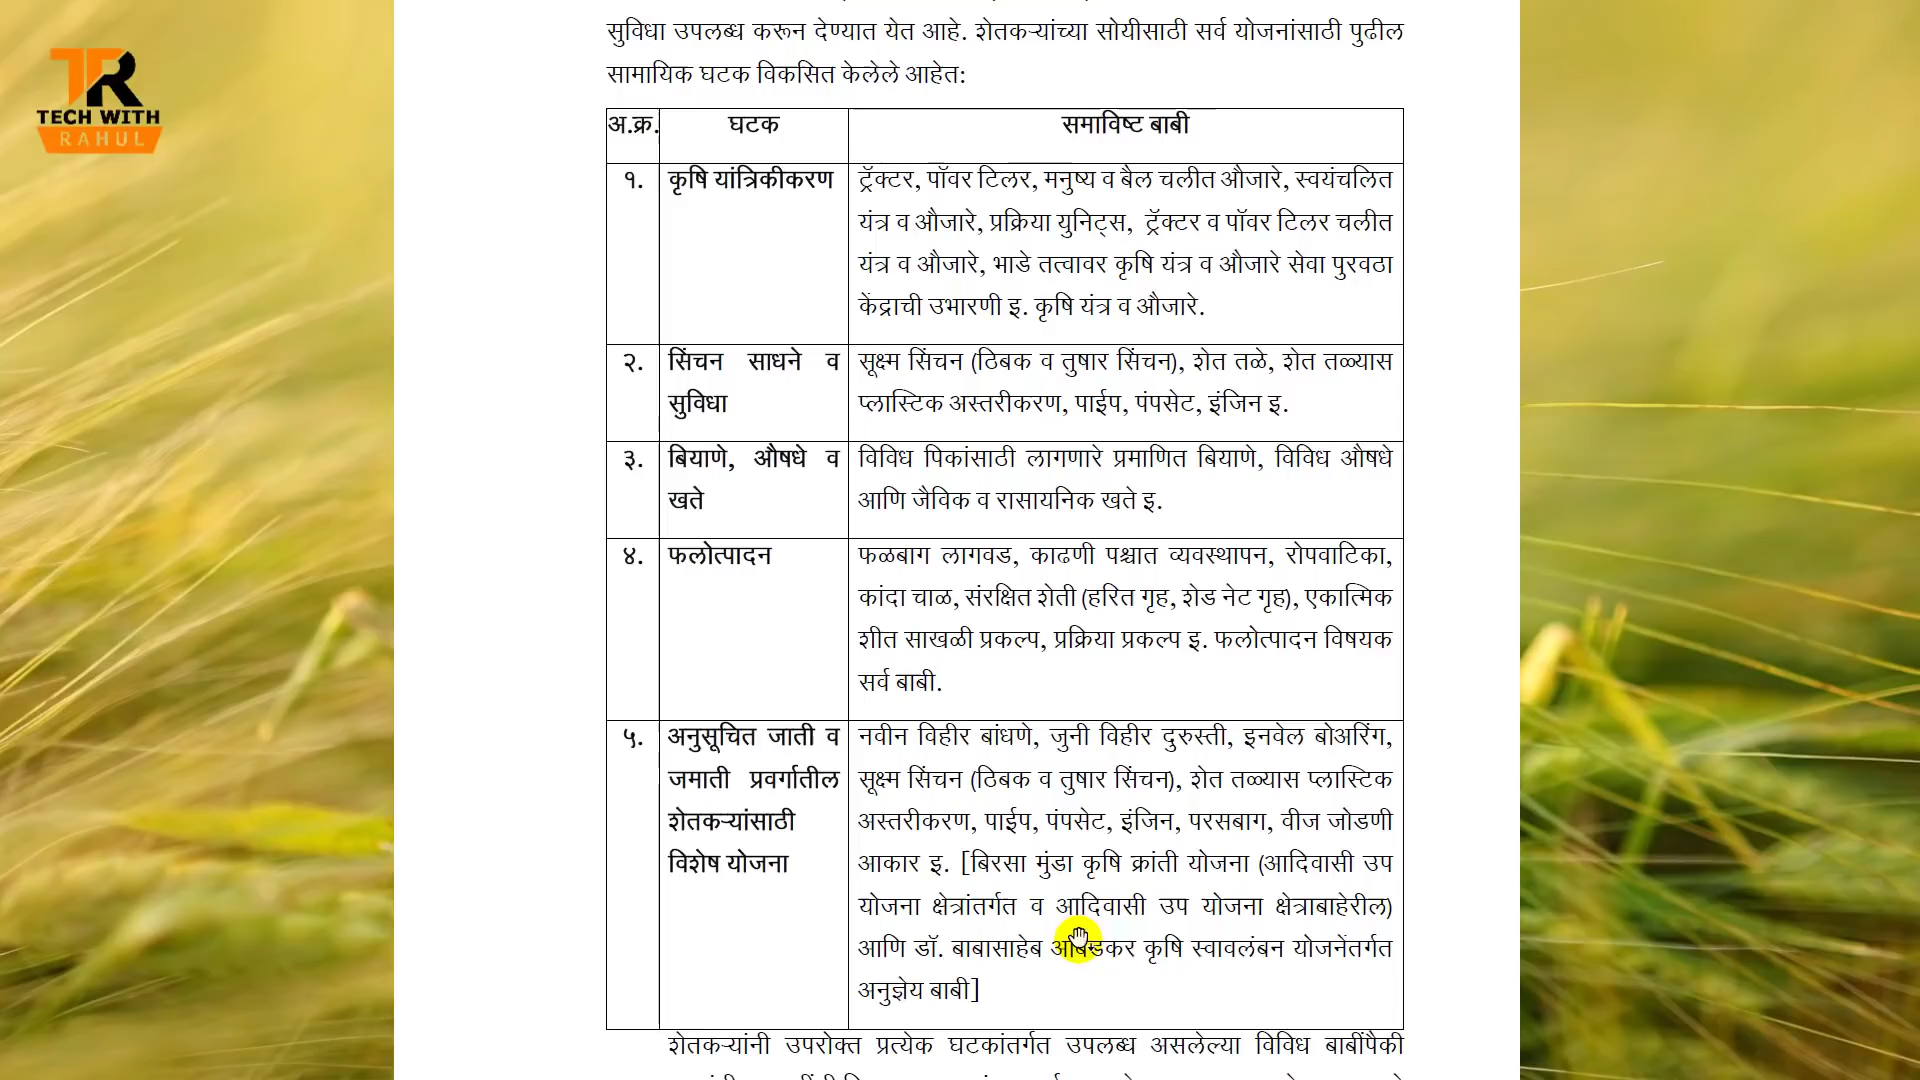 सुविधा उपलब्ध करून देण्यात येत आहे. शेतकऱ्यांच्या सोयीसाठी सर्व योजनांसाठी पुढील
सामायिक घटक विकसित केलेले आहेत:
TR
TECH WITH
RAHUL
अ.क्र. घटक समाविष्ट बाबी
१. कृषि यांत्रिकीकरण ट्रॅक्टर, पॉवर टिलर, मनुष्य व बैल चलीत औजारे, स्वयंचलित
यंत्र व औजारे, प्रक्रिया युनिट्स, ट्रॅक्टर व पॉवर टिलर चलीत
यंत्र व औजारे, भाडे तत्वावर कृषि यंत्र व औजारे सेवा पुरवठा
केंद्राची उभारणी इ. कृषि यंत्र व औजारे.
२. सिंचन साधने व सूक्ष्म सिंचन (ठिबक व तुषार सिंचन), शेत तळे, शेत तळ्यास
सुविधा प्लास्टिक अस्तरीकरण, पाईप, पंपसेट, इंजिन इ.
३. बियाणे, औषधे व विविध पिकांसाठी लागणारे प्रमाणित बियाणे, विविध औषधे
खते आणि जैविक व रासायनिक खते इ.
४. फलोत्पादन फळबाग लागवड, काढणी पश्चात व्यवस्थापन, रोपवाटिका,
कांदा चाळ, संरक्षित शेती (हरित गृह, शेड नेट गृह), एकात्मिक
शीत साखळी प्रकल्प, प्रक्रिया प्रकल्प इ. फलोत्पादन विषयक
सर्व बाबी.
५. अनुसूचित जाती व नवीन विहीर बांधणे, जुनी विहीर दुरुस्ती, इनवेल बोअरिंग,
जमाती प्रवर्गातील सूक्ष्म सिंचन (ठिबक व तुषार सिंचन), शेत तळ्यास प्लास्टिक
शेतकऱ्यांसाठी अस्तरीकरण, पाईप, पंपसेट, इंजिन, परसबाग, वीज जोडणी
विशेष योजना आकार इ. [बिरसा मुंडा कृषि क्रांती योजना (आदिवासी उप
योजना क्षेत्रांतर्गत व आदिवासी उप योजना क्षेत्राबाहेरील)
आणि डॉ. बाबासाहेब कृषि स्वावलंबन योजनेंतर्गत
अनुज्ञेय बाबी]
शेतकऱ्यांनी उपरोक्त प्रत्येक घटकांतर्गत उपलब्ध असलेल्या विविध बाबींपैकी